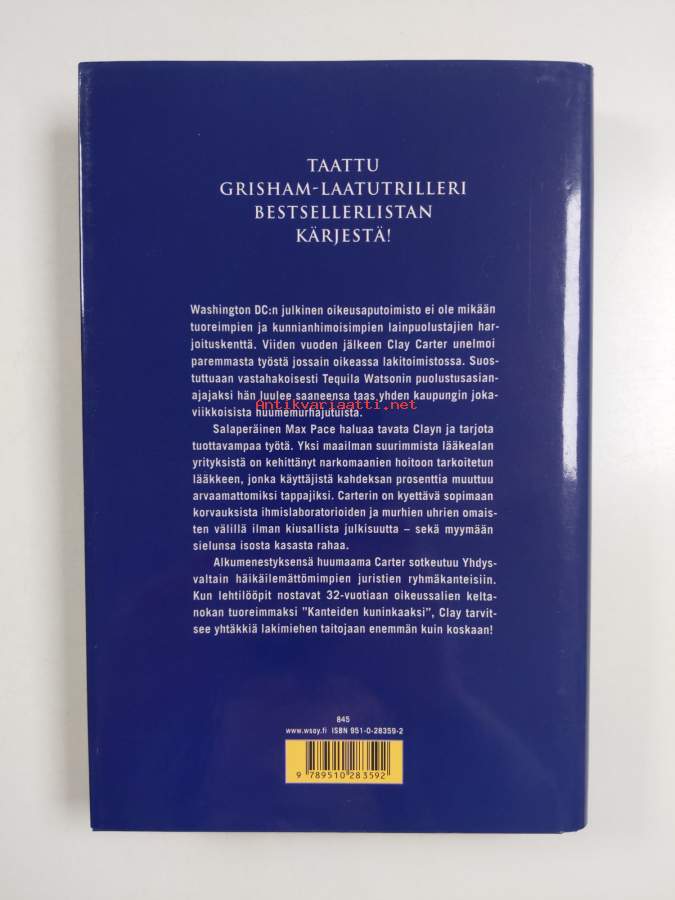 TAATTU
GRISHAM-LAATUTRILLERI
BESTSELLERLISTAN
KÄRJESTÄ!
Washington DC:n julkinen oikeusaputoimisto ei ole mikään
tuoreimpien ja kunnianhimoisimpien lainpuolustajien har-
joituskenttä. Viiden vuoden jälkeen Clay Carter unelmoi
paremmasta työstä jossain oikeassa lakitoimistossa. Suos-
tuttuaan vastahakoisesti Tequila Watsonin puolustusasian-
ajajaksi hän luulee saaneensa taas yhden kaupungin joka-
Antikvariaatti.net
viikkoisista huumemurhajutuista.
Salaperäinen Max Pace haluaa tavata Clayn ja tarjota
tuottavampaa työtä. Yksi maailman suurimmista lääkealan
yrityksistä on kehittänyt narkomaanien hoitoon tarkoitetun
lääkkeen, jonka käyttäjistä kahdeksan prosenttia muuttuu
arvaamattomiksi tappajiksi. Carterin on kyettävä sopimaan
korvauksista ihmislaboratorioiden ja murhien uhrien omais-
ten välillä ilman kiusallista julkisuutta – sekä myymään
sielunsa isosta kasasta rahaa.
Alkumenestyksensä huumaama Carter sotkeutuu Yhdys-
valtain häikäilemättömimpien juristien ryhmäkanteisiin.
Kun lehtilööpit nostavat 32-vuotiaan oikeussalien kelta-
nokan tuoreimmaksi "Kanteiden kuninkaaksi", Clay tarvit-
see yhtäkkiä lakimiehen taitojaan enemmän kuin koskaan!
845
www.wsoy.fi ISBN 951-0-28359-2
9 789510 283592